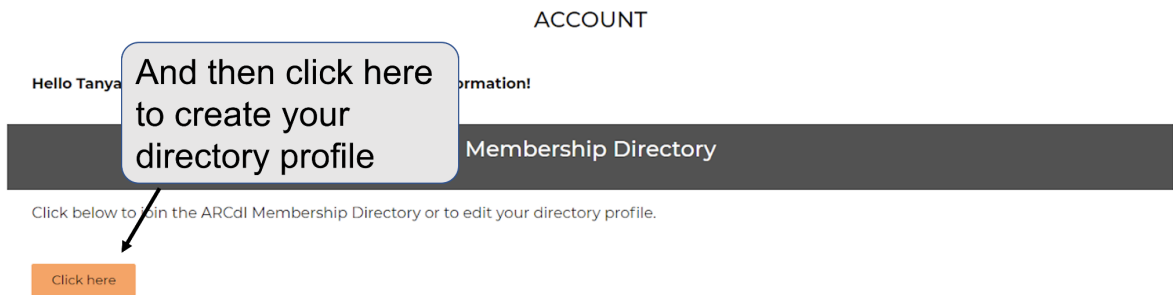 ACCOUNT
Hello Tanya
And then click here
to create your
directory profile
Membership Directory
Click below to join the ARCdI Membership Directory or to edit your directory profile.
Click here